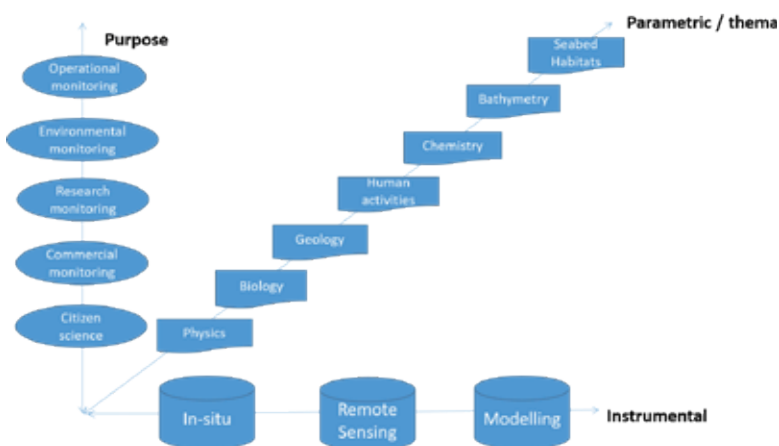 Purpose
Parametric / thema
Operational
monitoring
Environmental
monitoring
Research
monitoring
Commercial
monitoring
Citizen
science
Seabed
Habitats
Bathymetry
Chemistry
Human
activities
Geology
Biology
Physics
In-situ
Remote
Sensing
Modelling
Instrumental